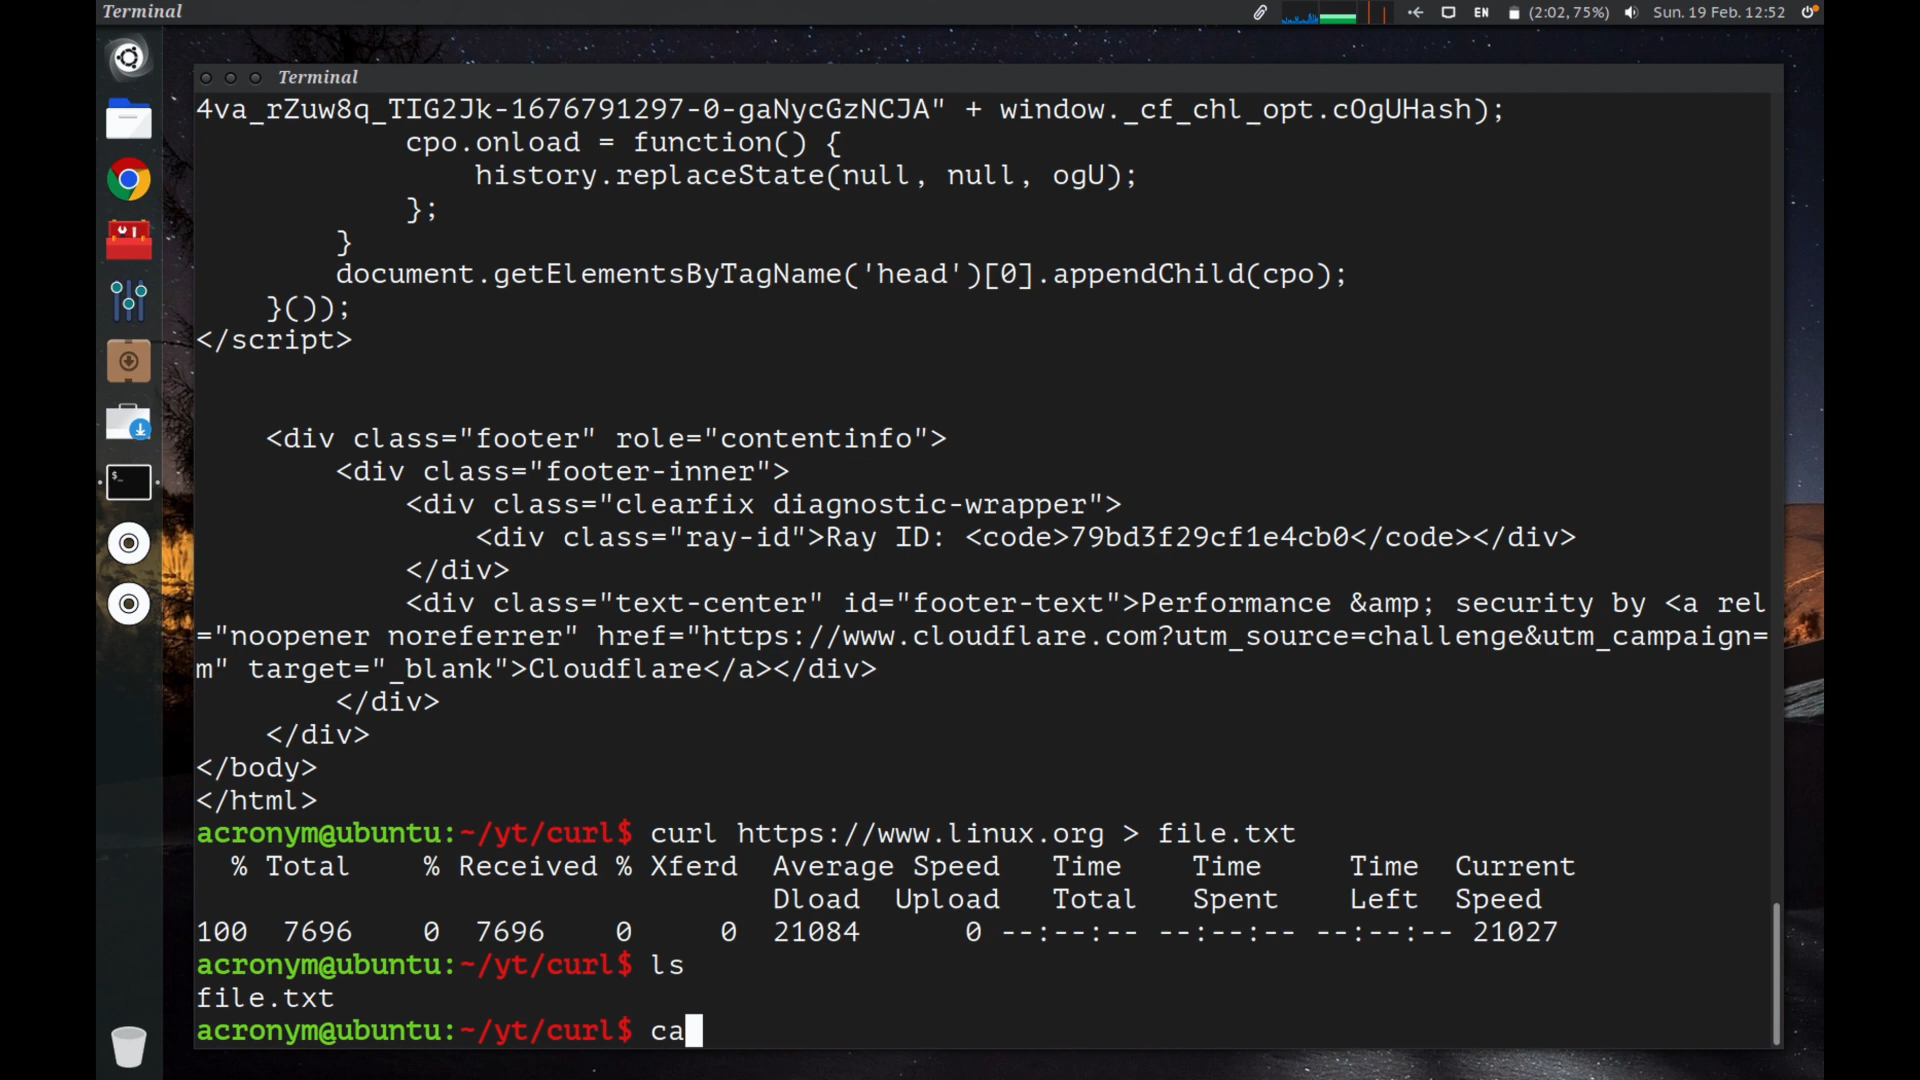 Terminal
EN
(2:02, 75%)
Sun. 19 Feb. 12:52
Terminal
4va_rZuw8q_TIG2Jk-1676791297-0-gaNycGzNCJA" + window._cf_chl_opt.cOgUHash);
            cpo.onload = function() {
                history.replaceState(null, null, ogU);
            };
        }
        document.getElementsByTagName('head')[0].appendChild(cpo);
    }());
</script>
    <div class="footer" role="contentinfo">
        <div class="footer-inner">
            <div class="clearfix diagnostic-wrapper">
                <div class="ray-id">Ray ID: <code>79bd3f29cf1e4cb0</code></div>
            </div>
            <div class="text-center" id="footer-text">Performance &amp; security by <a rel
="noopener noreferrer" href="https://www.cloudflare.com?utm_source=challenge&utm_campaign=
m" target="_blank">Cloudflare</a></div>
        </div>
    </div>
</body>
</html>
acronym@ubuntu:~/yt/curl$ curl https://www.linux.org > file.txt
  % Total    % Received % Xferd  Average Speed   Time    Time     Time  Current
                                 Dload  Upload   Total   Spent    Left  Speed
100  7696    0  7696    0     0  21084      0 --:--:-- --:--:-- --:--:-- 21027
acronym@ubuntu:~/yt/curl$ ls
file.txt
acronym@ubuntu:~/yt/curl$ ca